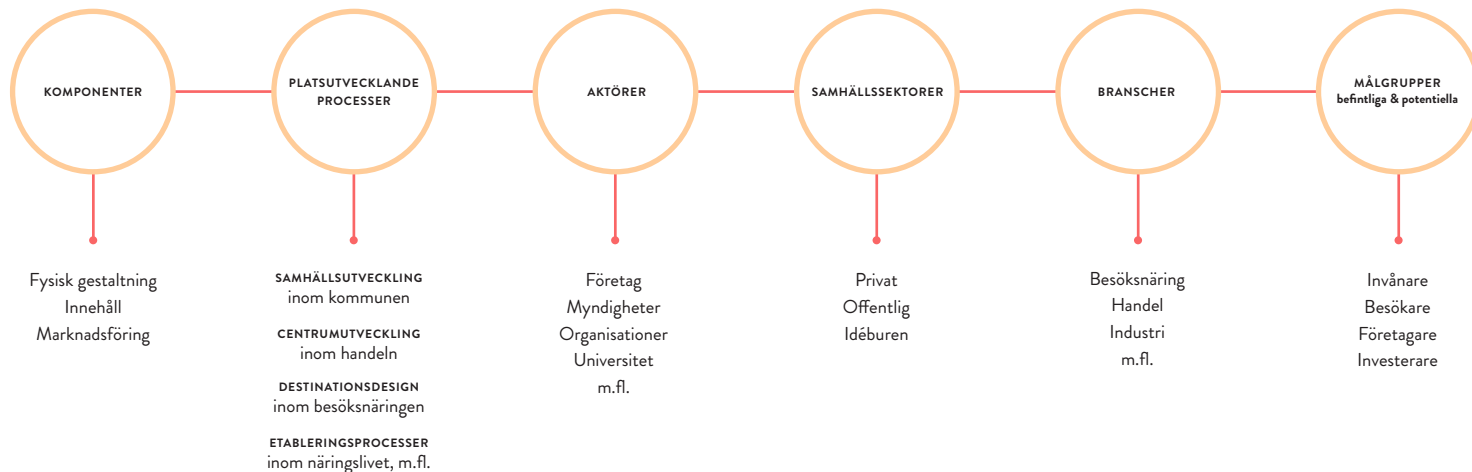 KOMPONENTER
Fysisk gestaltning
Innehåll
Marknadsföring
PLATSUTVECKLANDE
PROCESSER
SAMHÄLLSUTVECKLING
inom kommunen
CENTRUMUTVECKLING
inom handeln
DESTINATIONSDESIGN
inom besöksnäringen
ETABLERINGSPROCESSER
inom näringslivet, m.fl.
AKTÖRER
Företag
Myndigheter
Organisationer
Universitet
m.fl.
SAMHÄLLSSEKTORER
Privat
Offentlig
Idéburen
BRANSCHER
Besöksnäring
Handel
Industri
m.fl.
MÅLGRUPPER
befintliga & potentiella
Invånare
Besökare
Företagare
Investerare